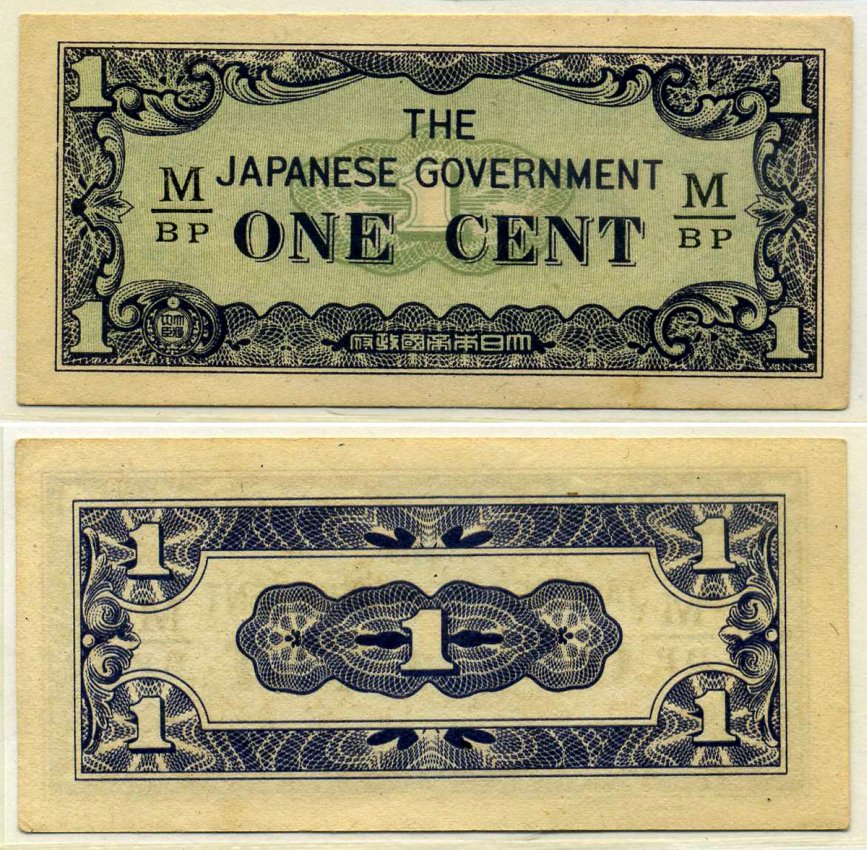 1 1
THE
JAPANESE GOVERNMENT
M M
BP BP
ONE CENT
1 1
府政國帝本日大
1 1
1
1 1